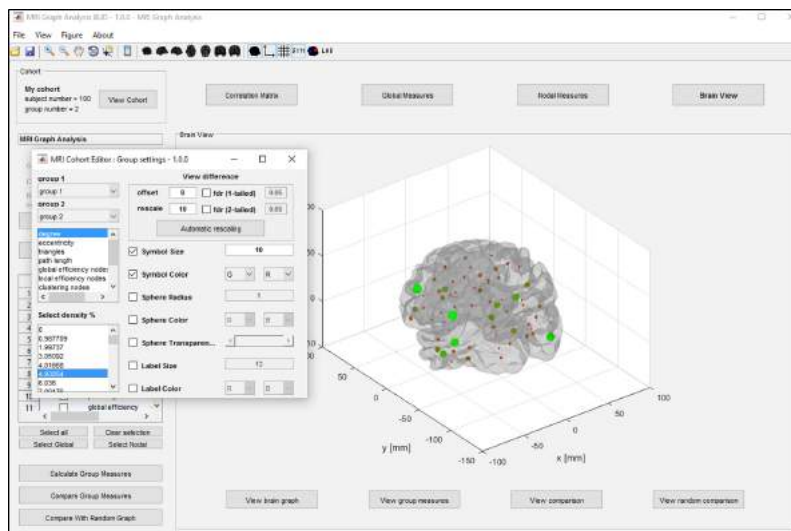 MRI Graph Analysis BUD - 1.0.0 - MRI Graph Analysis
File View Figure About
Cohort
My cohort
subject number = 100
group number = 2
View Cohort
Correlation Matrix
Global Measures
Nodal Measures
Brain View
MRI Graph Analysis
Brain View
MRI Cohort Editor : Group settings - 1.0.0
group 1
group 1
group 2
group 2
degree
eccentricity
triangles
path length
global efficiency nodes
local efficiency nodes
clustering nodes
Select density %
0
0.987789
1.99737
3.05092
4.01668
6.036
View difference
offset 0 fdr (1-tailed) 0.05
rescale 10 fdr (2-tailed) 0.05
Automatic rescaling
Symbol Size 10
Symbol Color G R
Sphere Radius 1
Sphere Color
Sphere Transparen...
Label Size 12
Label Color
11 global efficiency
Select all Clear selection
Select Global Select Nodal
Calculate Group Measures
Compare Group Measures
Compare With Random Graph
50
0
-50
-100
-150
y [mm]
-100
-50
0
50
100
x [mm]
View brain graph
View group measures
View comparison
View random comparison